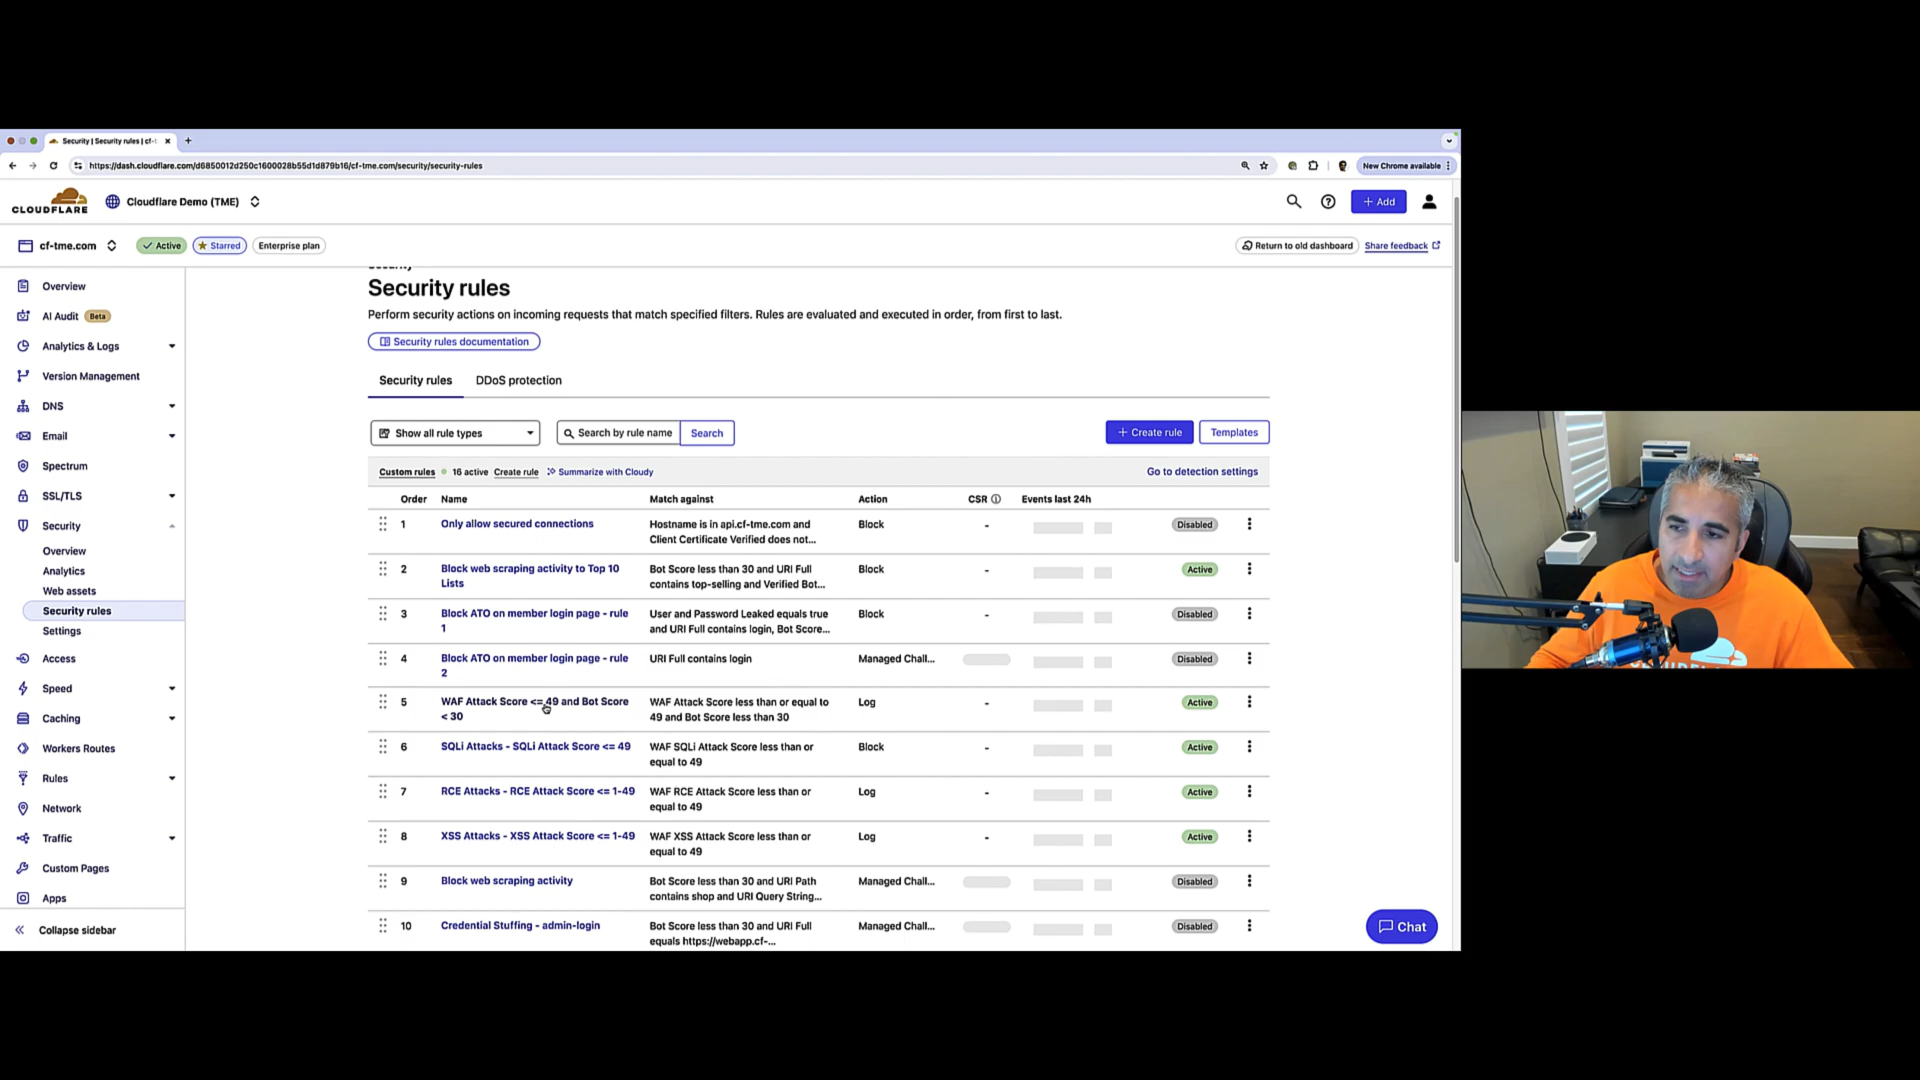 Security | Security rules | cf-t
https://dash.cloudflare.com/d6850012d250c1600028b55d1d879b16/cf-tme.com/security/security-rules
New Chrome available
CLOUDFLARE
Cloudflare Demo (TME)
+ Add
cf-tme.com
Active
Starred
Enterprise plan
Return to old dashboard
Share feedback
Overview
AI Audit
Beta
Analytics & Logs
Version Management
DNS
Email
Spectrum
SSL/TLS
Security
Overview
Analytics
Web assets
Security rules
Settings
Access
Speed
Caching
Workers Routes
Rules
Network
Traffic
Custom Pages
Apps
Collapse sidebar
Security
Security rules
Perform security actions on incoming requests that match specified filters. Rules are evaluated and executed in order, from first to last.
Security rules documentation
Security rules
DDoS protection
Show all rule types
Search by rule name
Search
+ Create rule
Templates
Custom rules
16 active
Create rule
Summarize with Cloudy
Go to detection settings
Order
Name
Match against
Action
CSR
Events last 24h
1
Only allow secured connections
Hostname is in api.cf-tme.com and
Client Certificate Verified does not...
Block
-
Disabled
2
Block web scraping activity to Top 10
Lists
Bot Score less than 30 and URI Full
contains top-selling and Verified Bot...
Block
-
Active
3
Block ATO on member login page - rule
1
User and Password Leaked equals true
and URI Full contains login, Bot Score...
Block
-
Disabled
4
Block ATO on member login page - rule
2
URI Full contains login
Managed Chall...
Disabled
5
WAF Attack Score <= 49 and Bot Score
< 30
WAF Attack Score less than or equal to
49 and Bot Score less than 30
Log
-
Active
6
SQLi Attacks - SQLi Attack Score <= 49
WAF SQLi Attack Score less than or
equal to 49
Block
-
Active
7
RCE Attacks - RCE Attack Score <= 1-49
WAF RCE Attack Score less than or
equal to 49
Log
-
Active
8
XSS Attacks - XSS Attack Score <= 1-49
WAF XSS Attack Score less than or
equal to 49
Log
-
Active
9
Block web scraping activity
Bot Score less than 30 and URI Path
contains shop and URI Query String...
Managed Chall...
Disabled
10
Credential Stuffing - admin-login
Bot Score less than 30 and URI Full
equals https://webapp.cf-...
Managed Chall...
Disabled
Chat